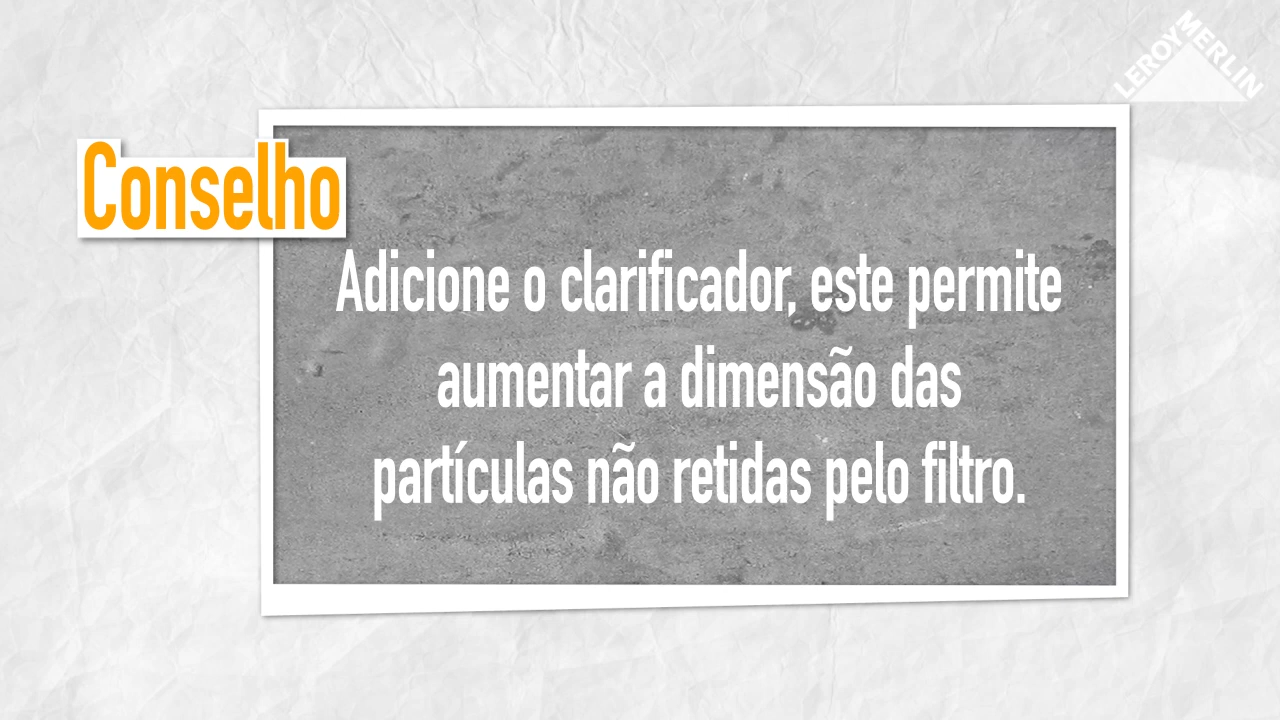 LEROY MERLIN
Conselho
Adicione o clarificador, este permite
aumentar a dimensão das
partículas não retidas pelo filtro.